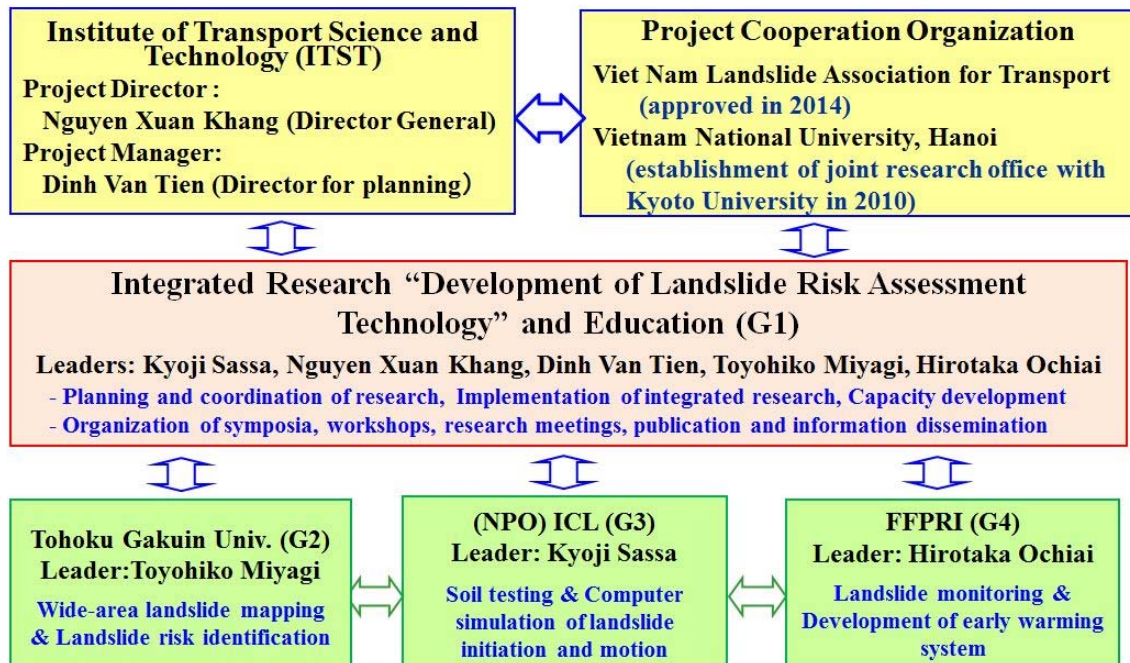 Institute of Transport Science and
Technology (ITST)
Project Director :
Nguyen Xuan Khang (Director General)
Project Manager:
Dinh Van Tien (Director for planning)
Project Cooperation Organization
Viet Nam Landslide Association for Transport
(approved in 2014)
Vietnam National University, Hanoi
(establishment of joint research office with
Kyoto University in 2010)
Integrated Research “Development of Landslide Risk Assessment
Technology” and Education (G1)
Leaders: Kyoji Sassa, Nguyen Xuan Khang, Dinh Van Tien, Toyohiko Miyagi, Hirotaka Ochiai
- Planning and coordination of research, Implementation of integrated research, Capacity development
- Organization of symposia, workshops, research meetings, publication and information dissemination
Tohoku Gakuin Univ. (G2)
Leader:Toyohiko Miyagi
Wide-area landslide mapping
& Landslide risk identification
(NPO) ICL (G3)
Leader: Kyoji Sassa
Soil testing & Computer
simulation of landslide
initiation and motion
FFPRI (G4)
Leader: Hirotaka Ochiai
Landslide monitoring &
Development of early warming
system